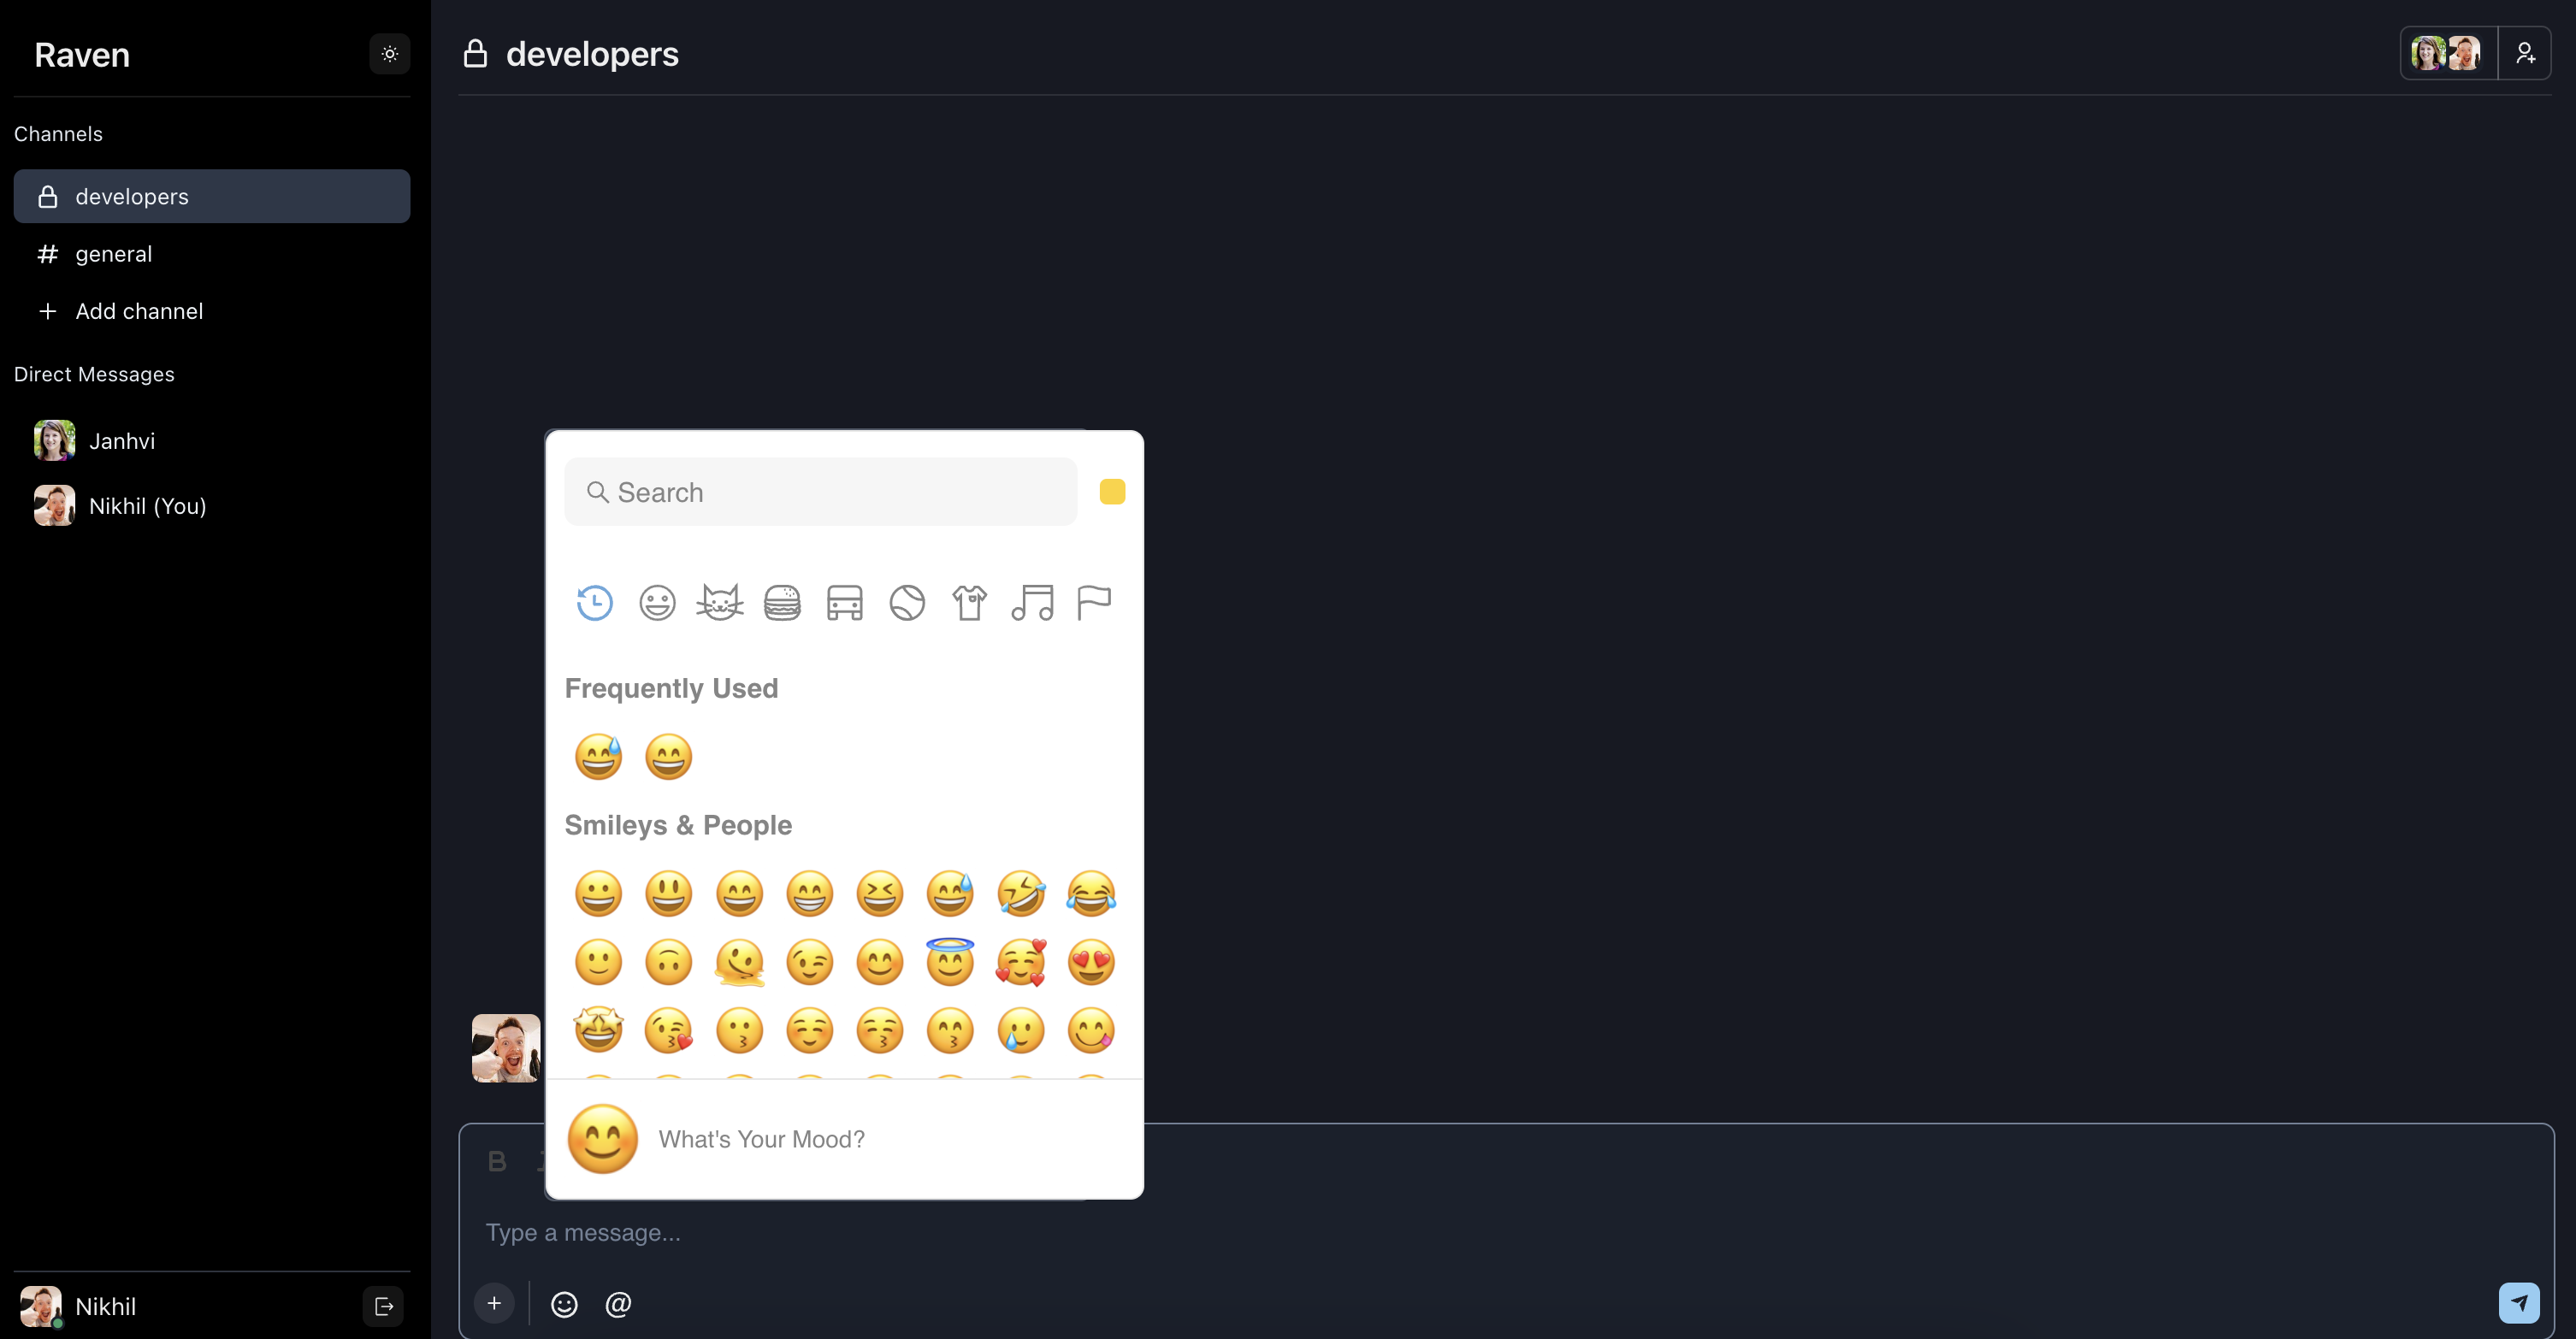 Raven
Channels
developers
general
Add channel
Direct Messages
Janhvi
Nikhil (You)
Nikhil
developers
Search
Frequently Used
Smileys & People
What's Your Mood?
B
Type a message...
@